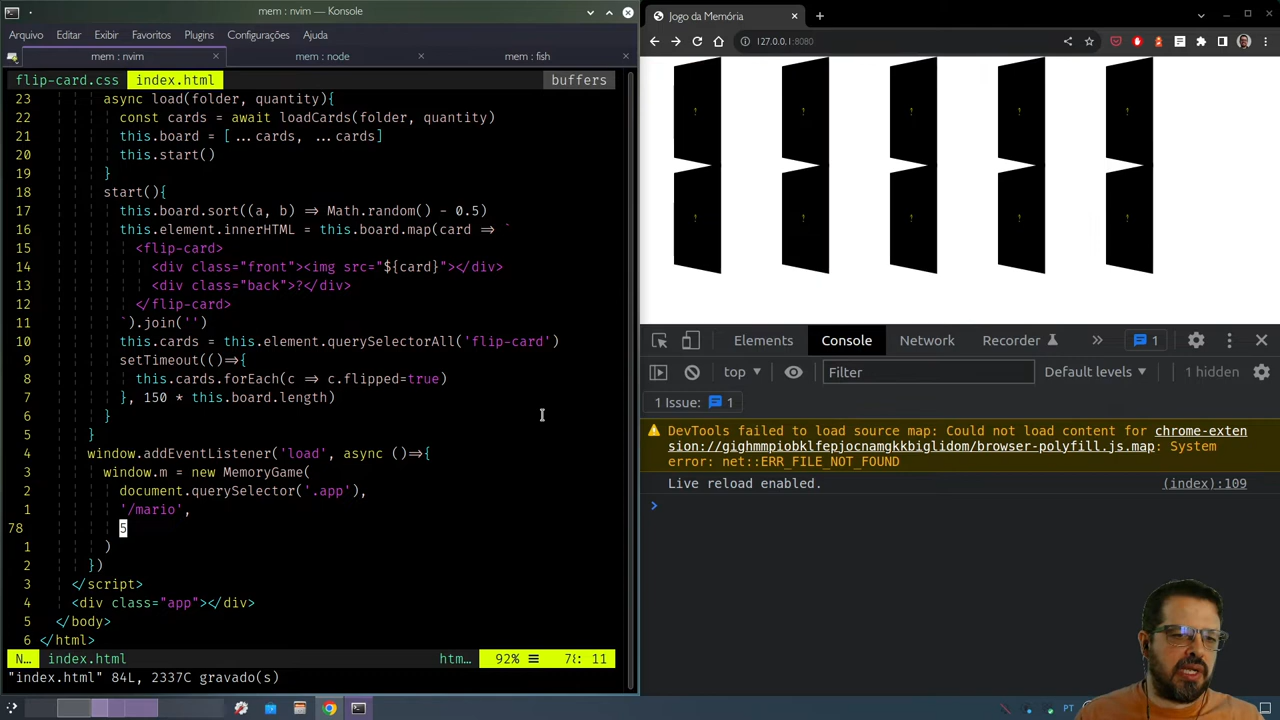 mem : nvim — Konsole
Arquivo Editar Exibir Favoritos Plugins Configurações Ajuda
mem : nvim
mem : node
mem : fish
flip-card.css index.html buffers
23 async load(folder, quantity){
22 const cards = await loadCards(folder, quantity)
21 this.board = [...cards, ...cards]
20 this.start()
19 }
18 start(){
17 this.board.sort((a, b) => Math.random() - 0.5)
16 this.element.innerHTML = this.board.map(card => `
15 <flip-card>
14 <div class="front"><img src="${card}"></div>
13 <div class="back">?</div>
12 </flip-card>
11 `).join('')
10 this.cards = this.element.querySelectorAll('flip-card')
9 setTimeout(()=>{
8 this.cards.forEach(c => c.flipped=true)
7 }, 150 * this.board.length)
6 }
5 }
4 window.addEventListener('load', async ()=>{
3 window.m = new MemoryGame(
2 document.querySelector('.app'),
1 '/mario',
78 5
1 )
2 })
3 </script>
4 <div class="app"></div>
5 </body>
6 </html>
N... index.html htm... 92% 11
"index.html" 84L, 2337C gravado(s)
Jogo da Memória
127.0.0.1:8080
Elements Console Network Recorder 1
top Filter Default levels 1 hidden
1 Issue: 1
DevTools failed to load source map: Could not load content for chrome-exten
sion://gighmmpiobklfepjocnamgkkbiglidom/browser-polyfill.js.map: System
error: net::ERR_FILE_NOT_FOUND
Live reload enabled. (index):109
PT